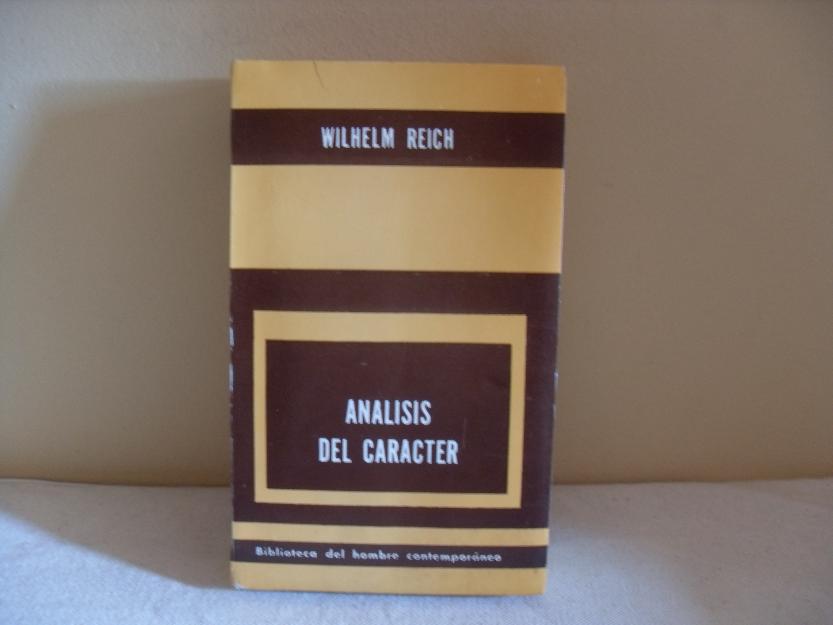 WILHELM REICH
ANALISIS
DEL CARACTER
Biblioteca del hombre contemporáneo